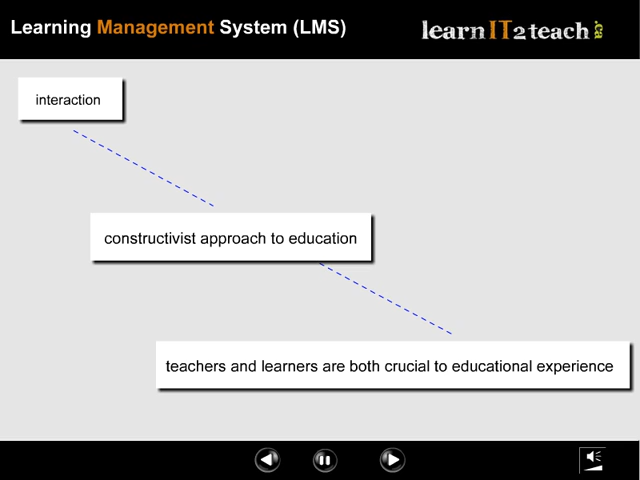 Learning Management System (LMS)
learnIT2teach.ca
interaction
constructivist approach to education
teachers and learners are both crucial to educational experience